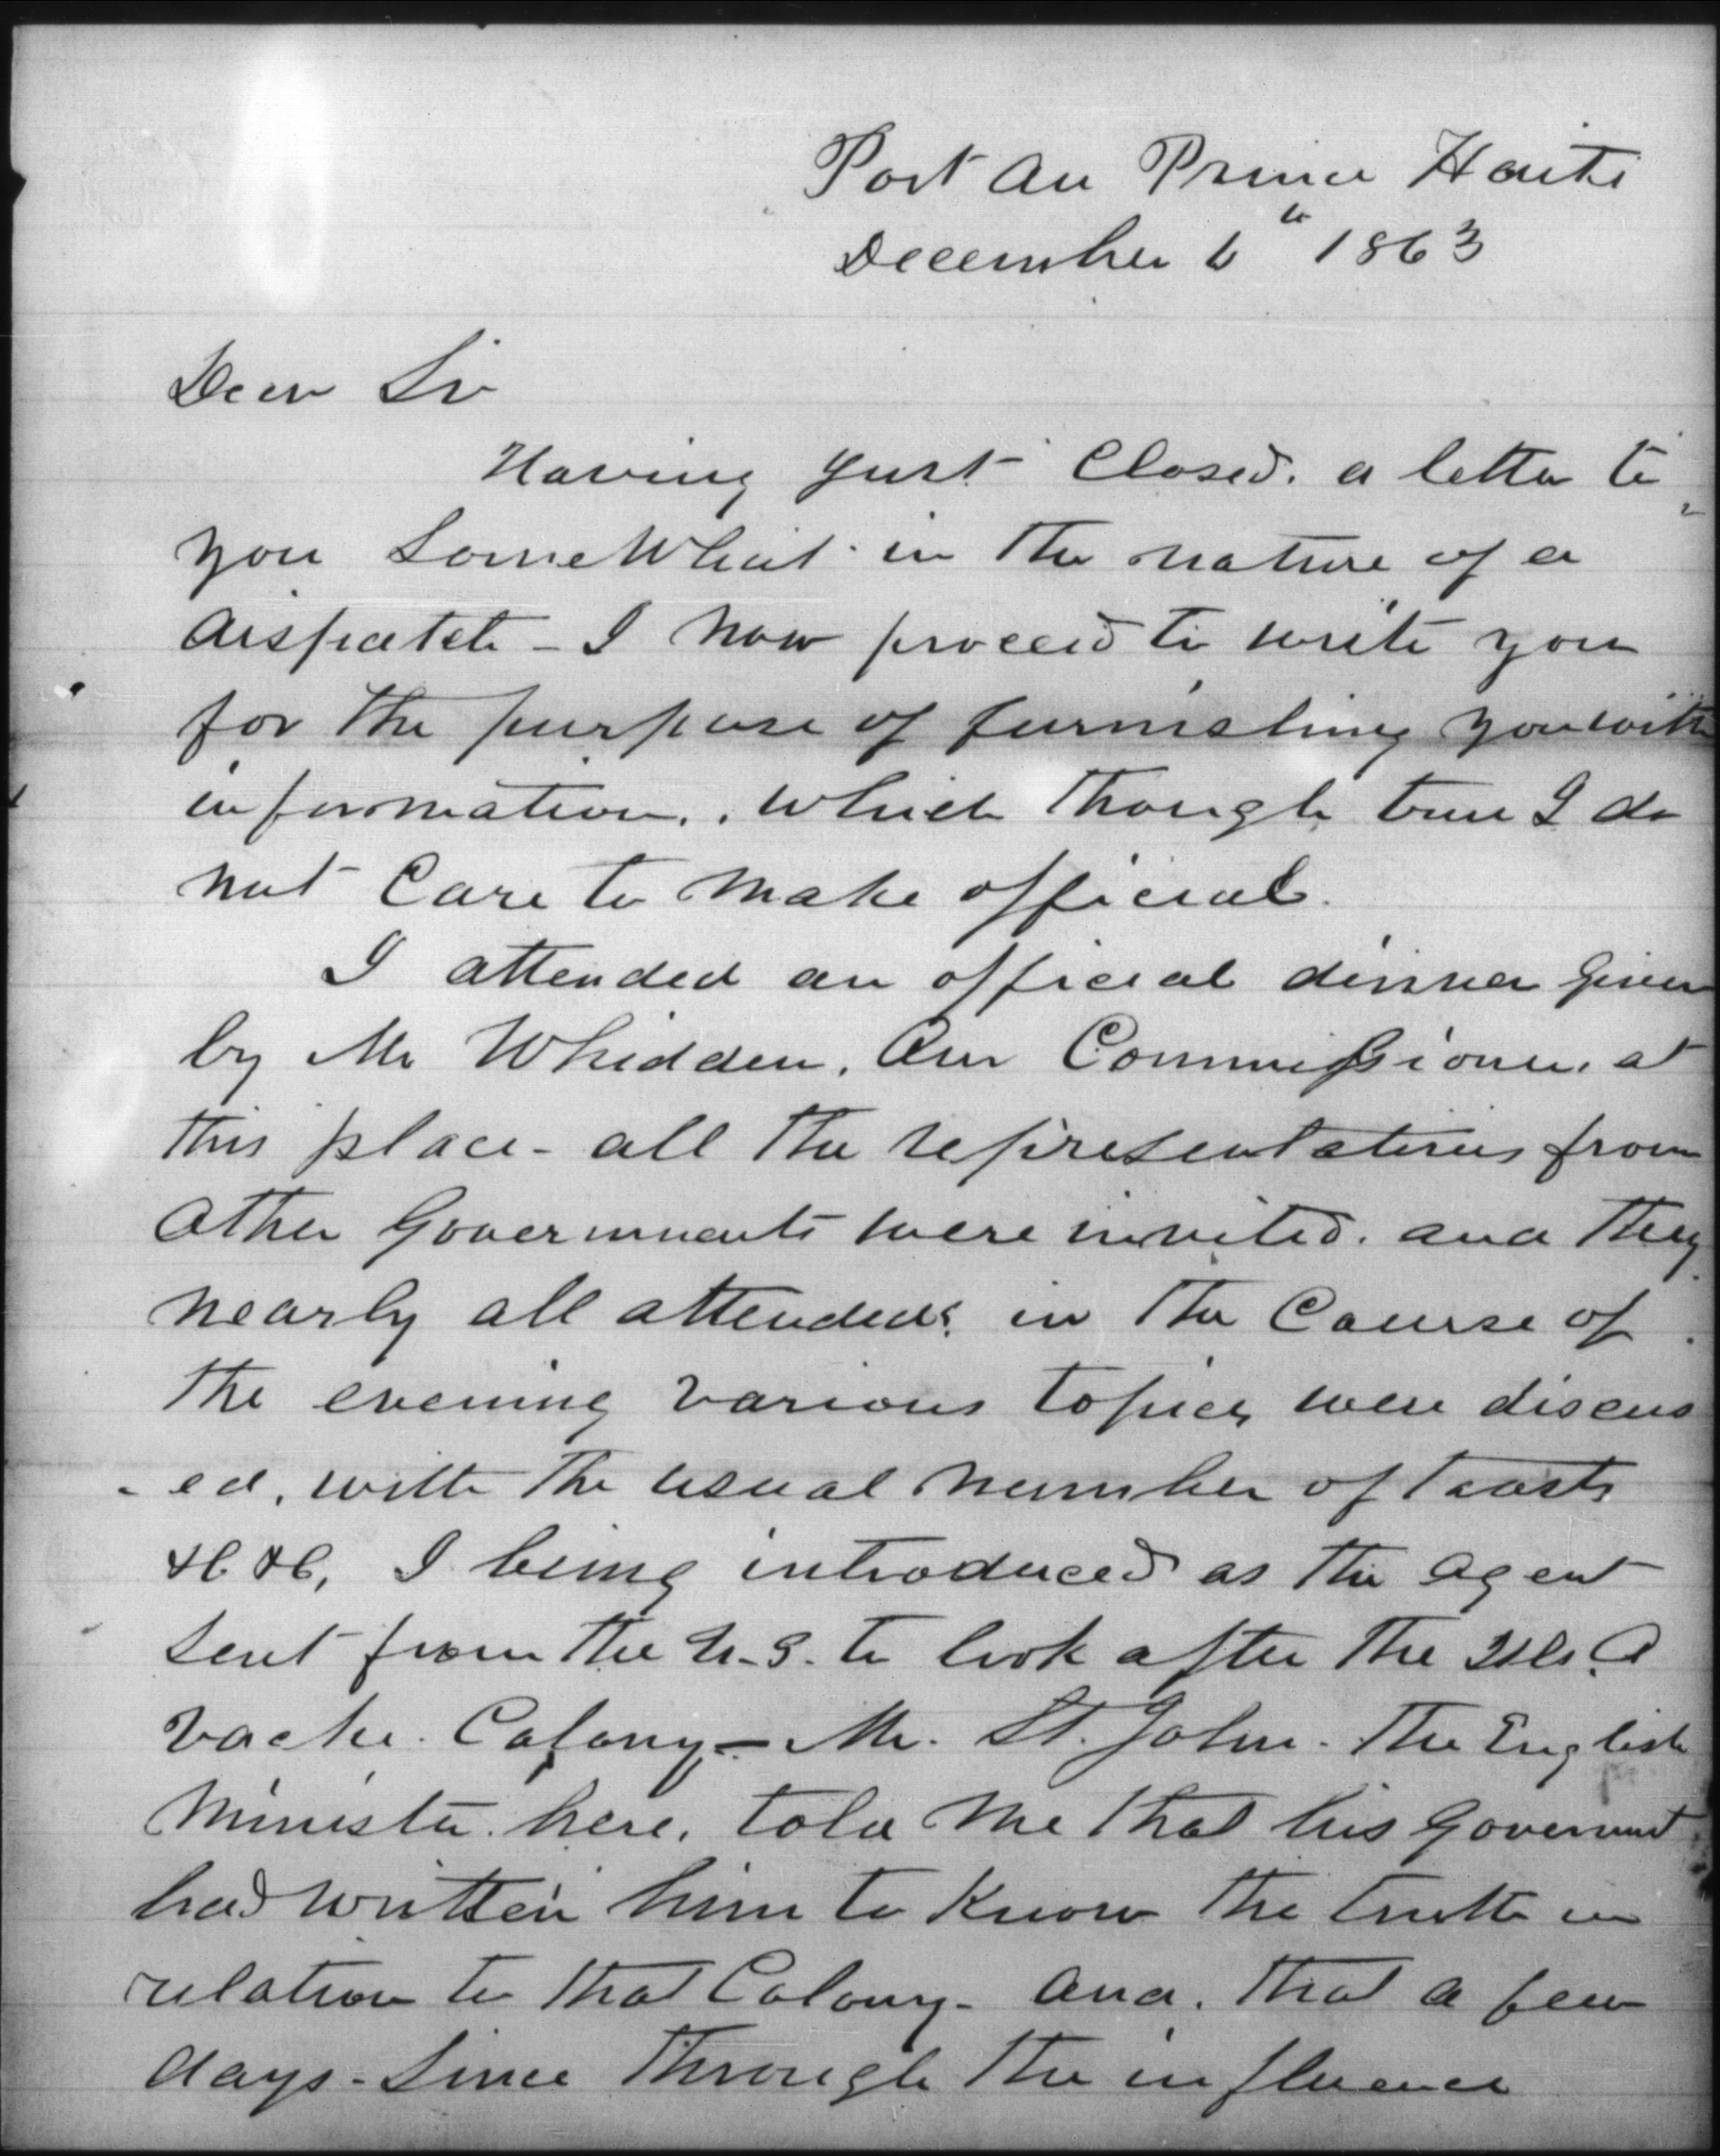 Port Au Prince Haiti
December 6th 1863
Dear Sir
Having just closed. a letter to
you SomeWhat in the nature of a
dispatch - I now proceed to write you
for the purpose of furnishing you with
information, which though true I do
not Care to make official.
I attended an official dinner given
by Mr Whidden, Our Commissioner, at
this place - all the representatives from
other Governments were invited. and they
nearly all attended. in the Course of
the evening various topics were discuss
-ed, with the usual number of toasts
&c &c, I being introduced as the agent
sent from the U.S. to look after the Ile. A
vache. Colony - Mr. St. John - the English
Minister here, told me that his Government
had written him to Know the truth in
relation to that Colony - and. that a few
days - since through the influence